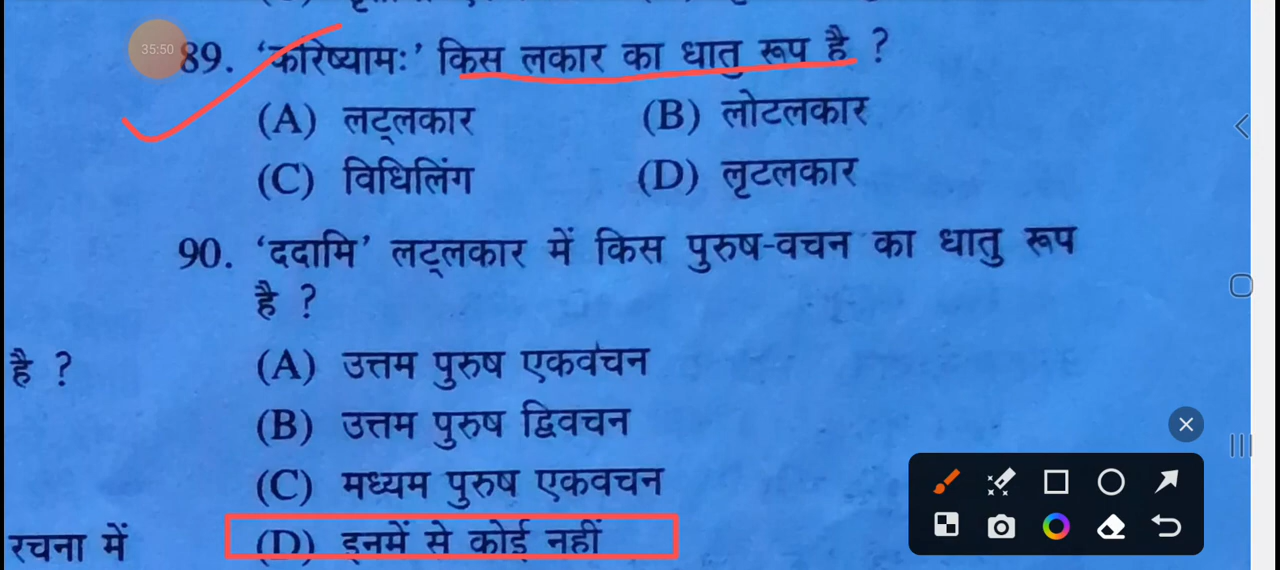 35:50
89. ‘करिष्यामः’ किस लकार का धातु रूप है ?
(A) लट्लकार (B) लोटलकार
(C) विधिलिंग (D) लृटलकार
90. ‘ददामि’ लट्लकार में किस पुरुष-वचन का धातु रूप
है ?
है ?
(A) उत्तम पुरुष एकवचन
(B) उत्तम पुरुष द्विवचन
(C) मध्यम पुरुष एकवचन
रचना में
(D) इनमें से कोई नहीं